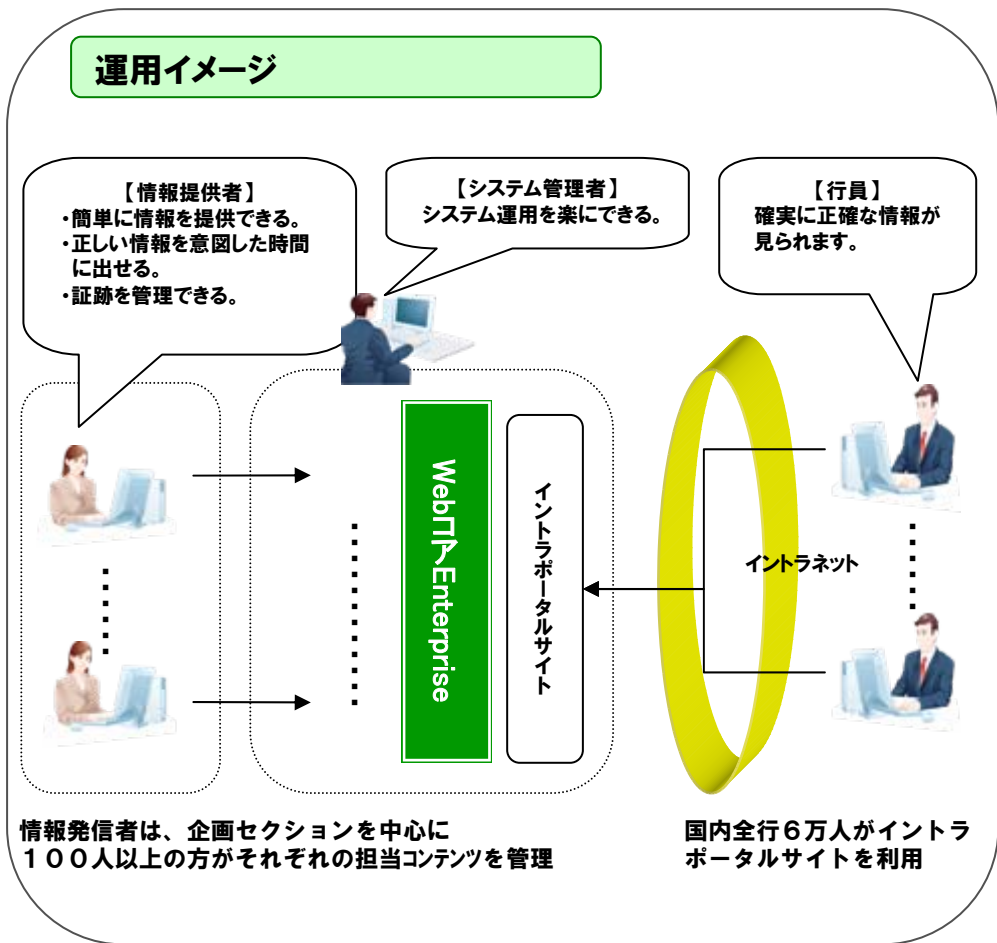 運用イメージ
【情報提供者】
・簡単に情報を提供できる。
・正しい情報を意図した時間
に出せる。
・証跡を管理できる。
【システム管理者】
システム運用を楽にできる。
【行員】
確実に正確な情報が
見られます。
WebコアEnterprise
イントラポータルサイト
イントラネット
情報発信者は、企画セクションを中心に
１００人以上の方がそれぞれの担当コンテンツを管理
国内全行６万人がイントラ
ポータルサイトを利用